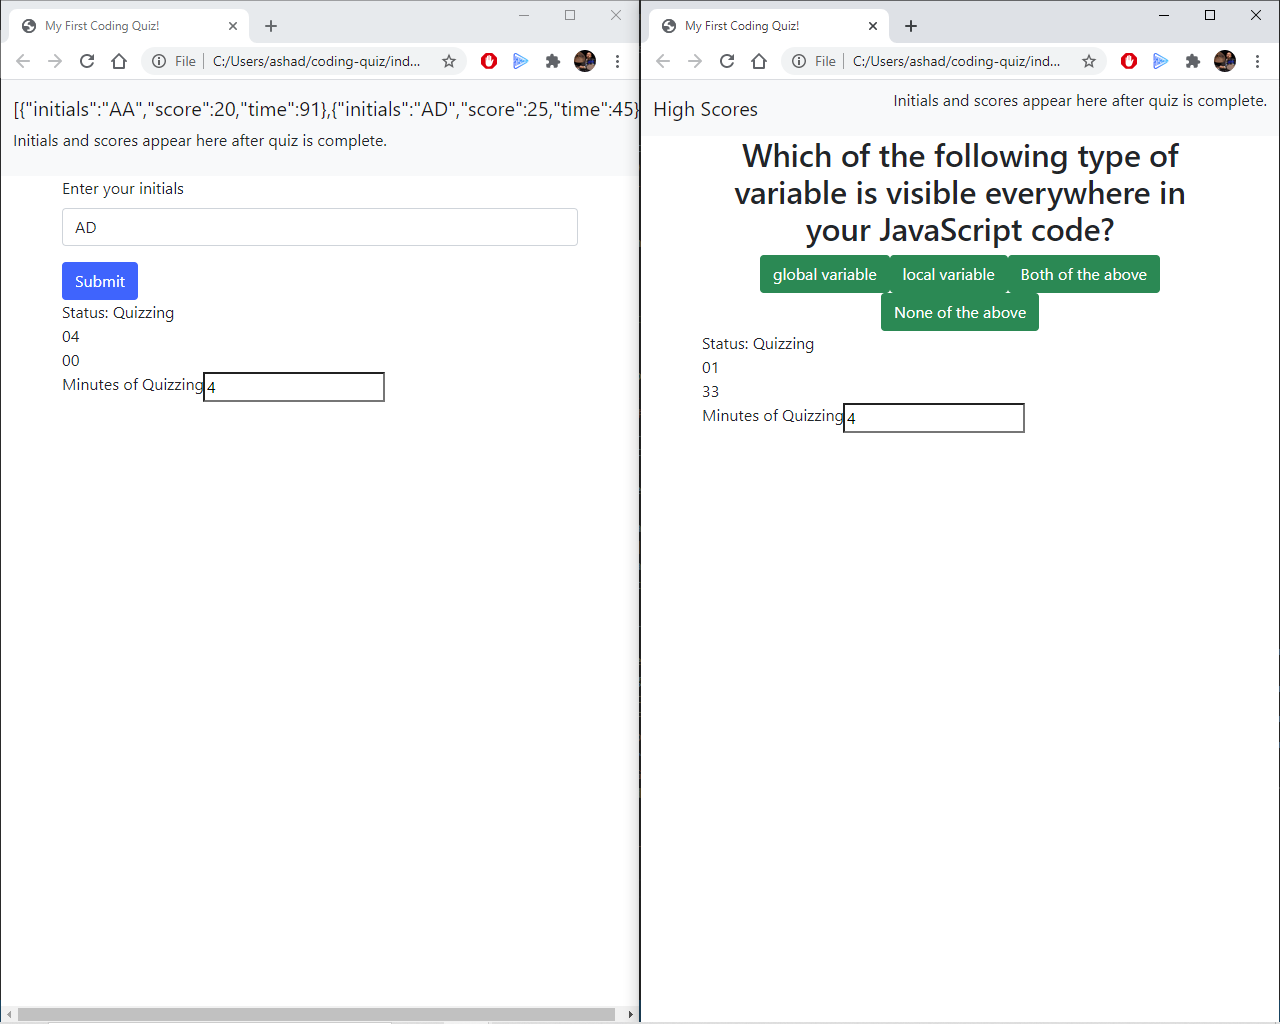 My First Coding Quiz!
File C:/Users/ashad/coding-quiz/ind...
[{"initials":"AA","score":20,"time":91},{"initials":"AD","score":25,"time":45}
Initials and scores appear here after quiz is complete.
Enter your initials
AD
Submit
Status: Quizzing
04
00
Minutes of Quizzing 4
My First Coding Quiz!
File C:/Users/ashad/coding-quiz/ind...
High Scores
Initials and scores appear here after quiz is complete.
Which of the following type of
variable is visible everywhere in
your JavaScript code?
global variable local variable Both of the above
None of the above
Status: Quizzing
01
33
Minutes of Quizzing 4